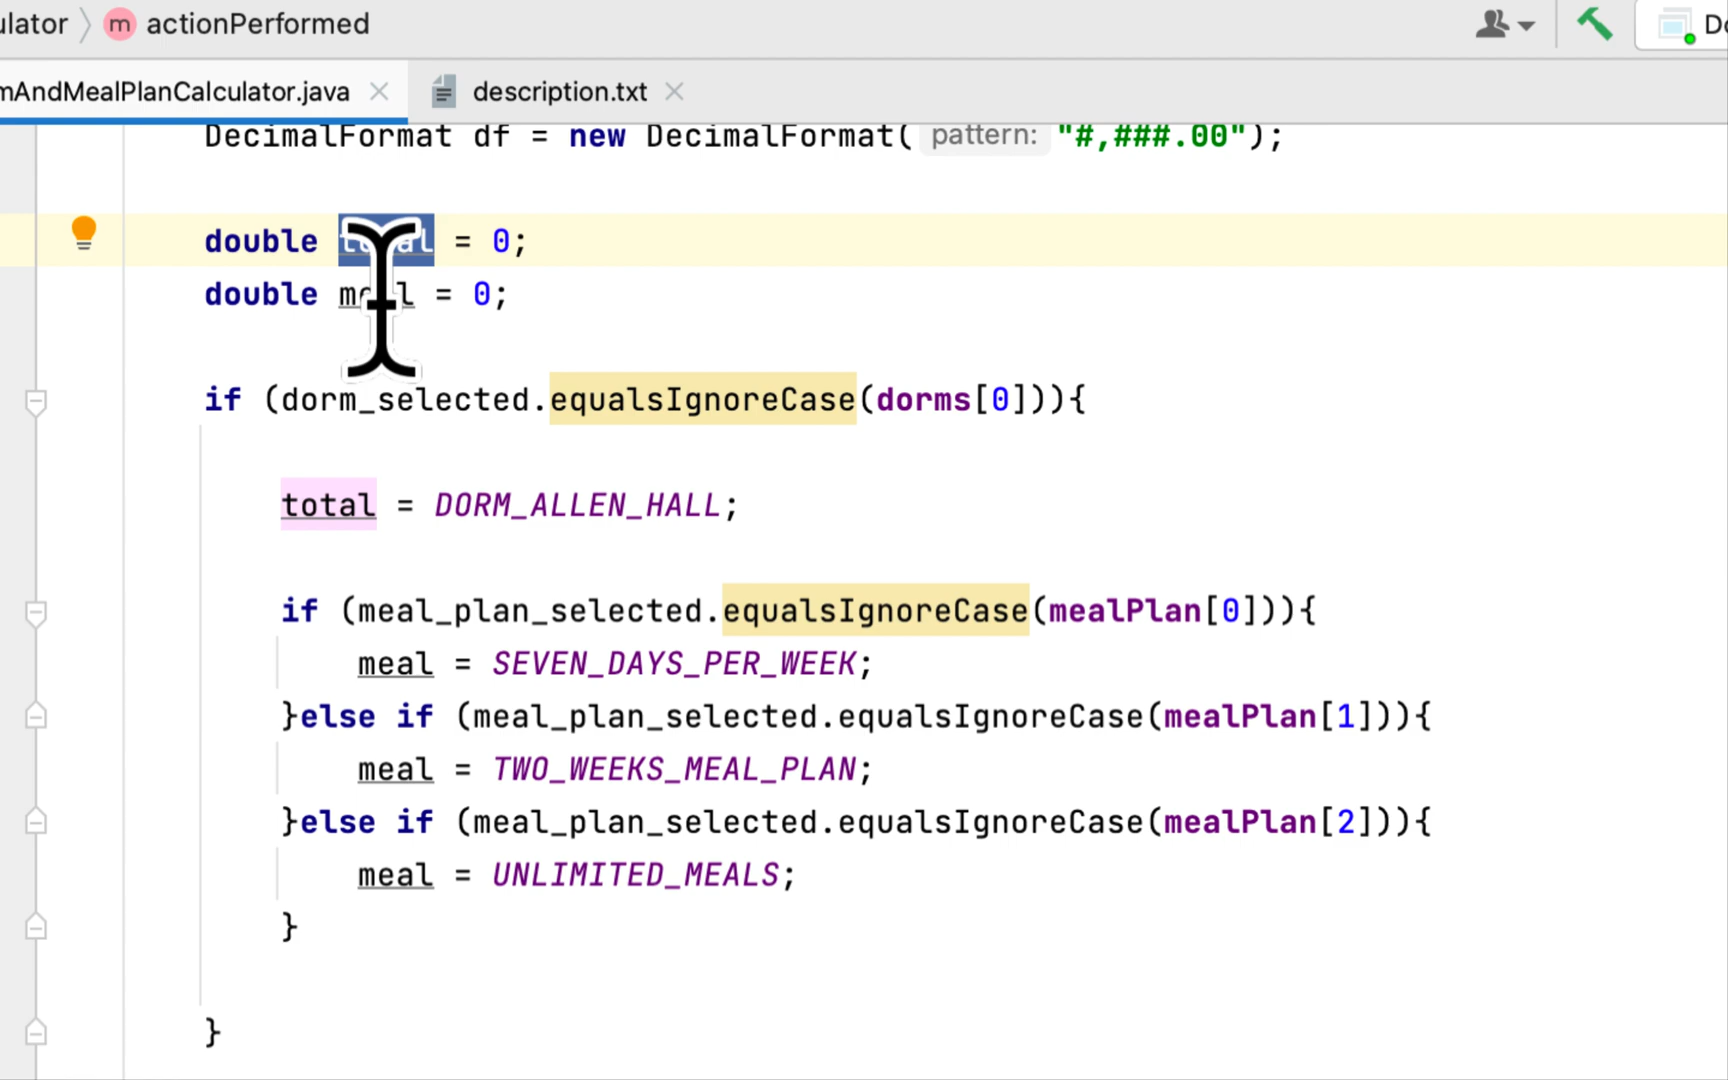 ulator actionPerformed
mAndMealPlanCalculator.java description.txt
DecimalFormat df = new DecimalFormat( pattern: "#,###.00");
double total = 0;
double meal = 0;
if (dorm_selected.equalsIgnoreCase(dorms[0])){
total = DORM_ALLEN_HALL;
if (meal_plan_selected.equalsIgnoreCase(mealPlan[0])){
meal = SEVEN_DAYS_PER_WEEK;
}else if (meal_plan_selected.equalsIgnoreCase(mealPlan[1])){
meal = TWO_WEEKS_MEAL_PLAN;
}else if (meal_plan_selected.equalsIgnoreCase(mealPlan[2])){
meal = UNLIMITED_MEALS;
}
}